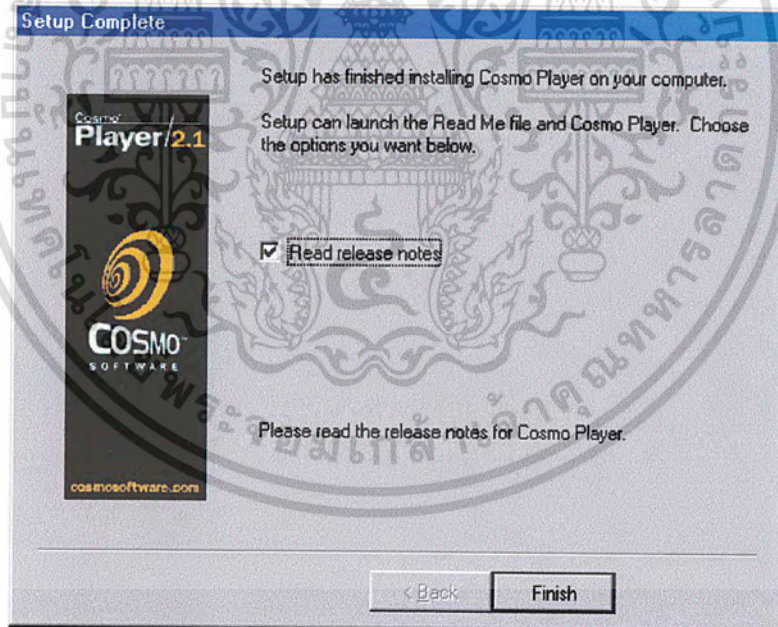 Setup Complete
Cosmo
Player/2.1
COSMO™
SOFTWARE
cosmosoftware.com
Setup has finished installing Cosmo Player on your computer.
Setup can launch the Read Me file and Cosmo Player. Choose
the options you want below.
Read release notes
Please read the release notes for Cosmo Player.
< Back
Finish